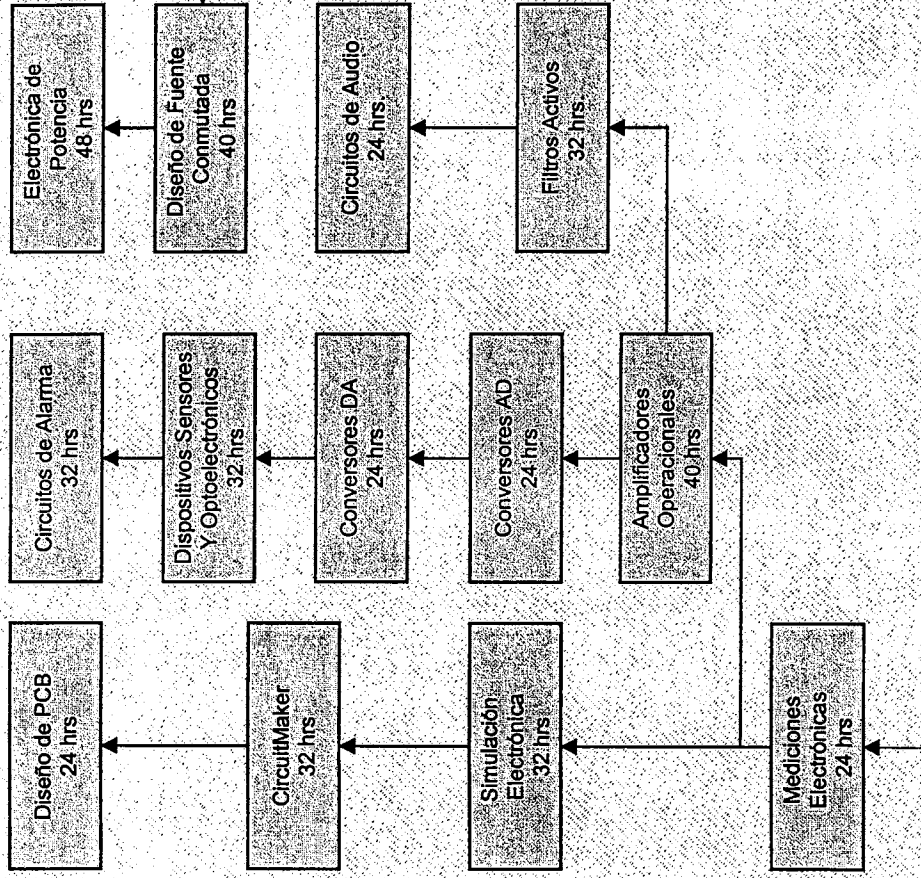 Mediciones
Electrónicas
24 hrs
Simulación
Electrónica
32 hrs
CircuitMaker
32 hrs
Diseño de PCB
24 hrs
Amplificadores
Operacionales
40 hrs
Conversores AD
24 hrs
Conversores DA
24 hrs
Dispositivos Sensores
Y Optoelectrónicos
32 hrs
Circuitos de Alarma
32 hrs
Filtros Activos
32 hrs
Circuitos de Audio
24 hrs
Diseño de Fuente
Conmutada
40 hrs
Electrónica de
Potencia
48 hrs